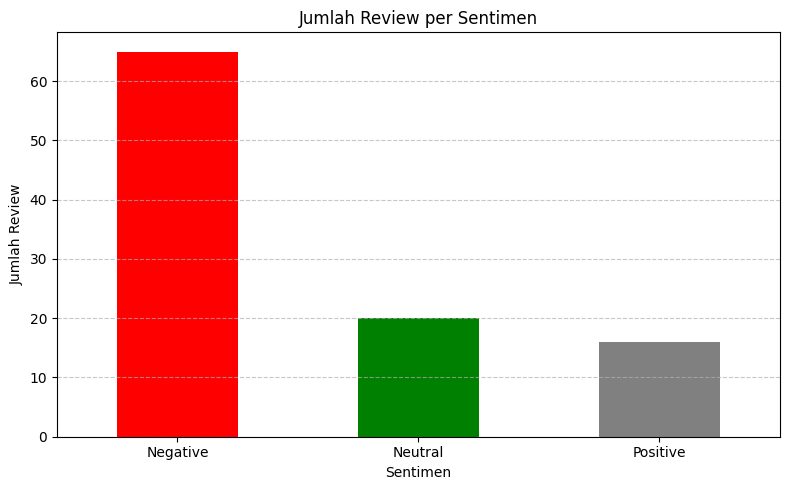 Jumlah Review per Sentimen
Jumlah Review
60
50
40
30
20
10
0
Negative
Neutral
Positive
Sentimen